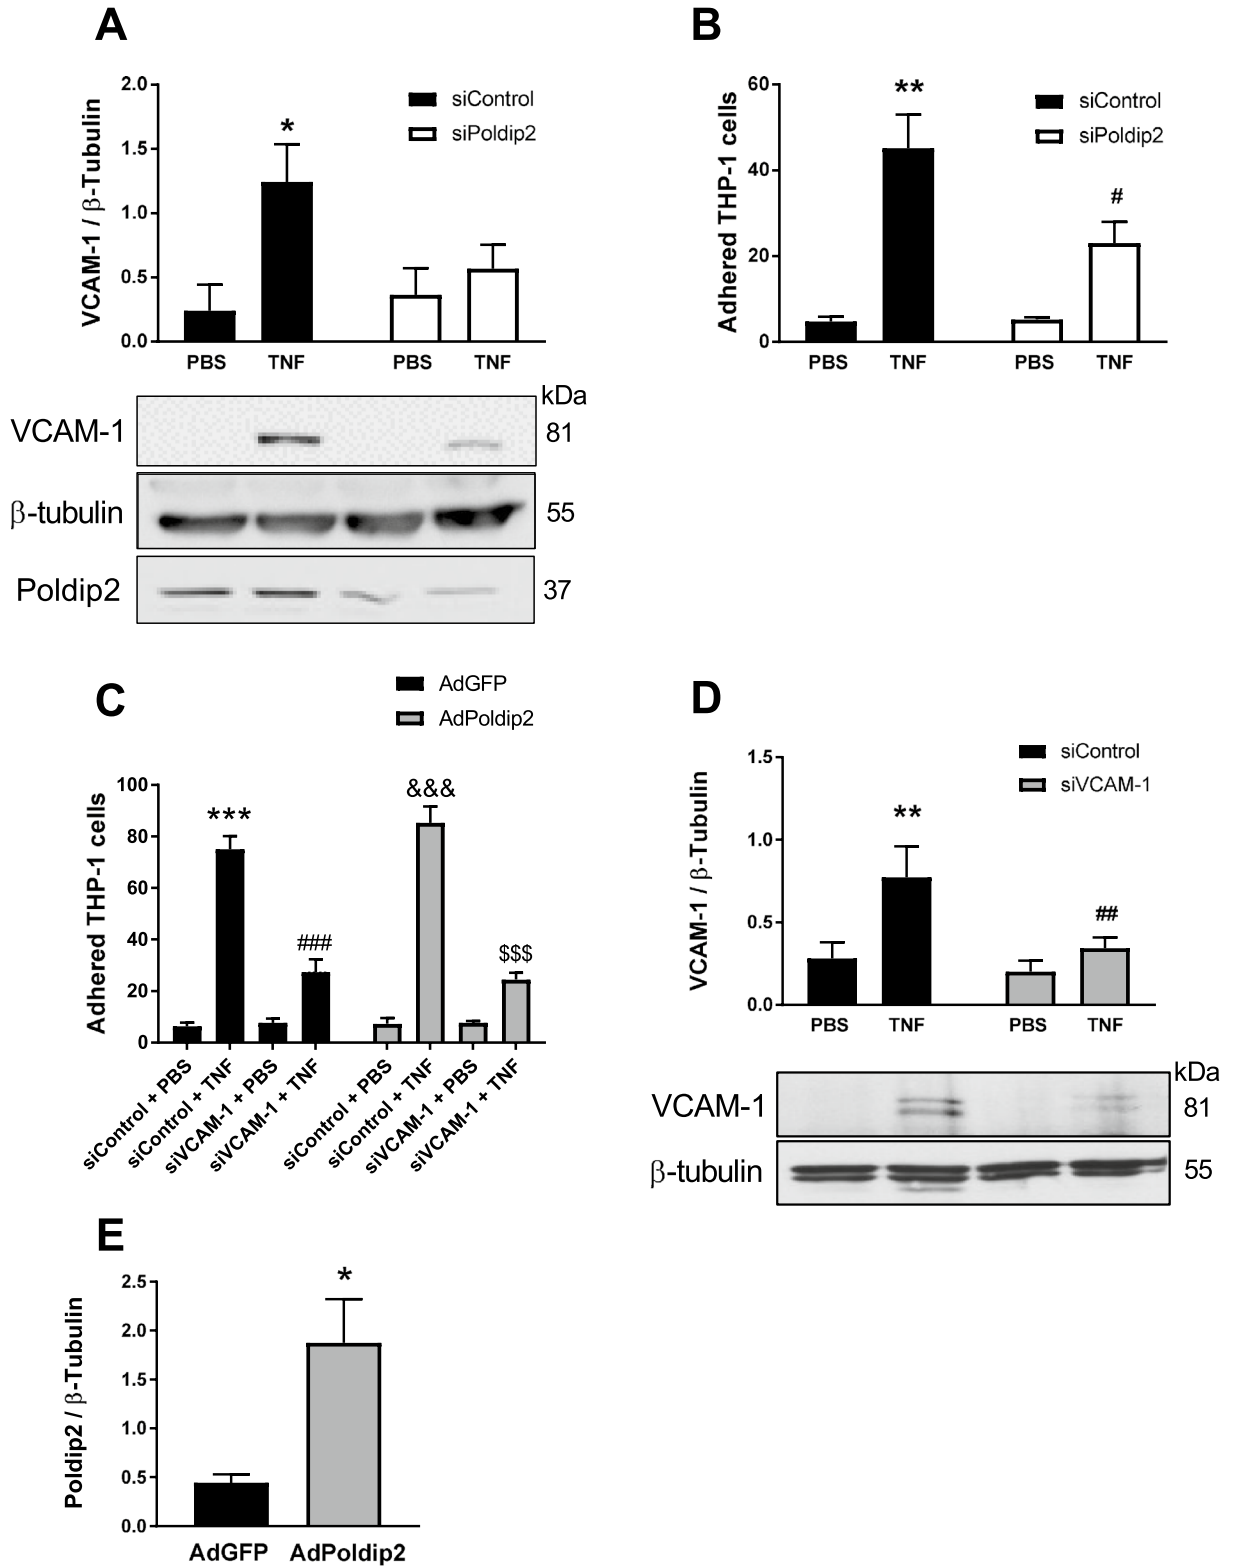 A
VCAM-1 / β-Tubulin
2.0
1.5
1.0
0.5
0.0
*
siControl
siPoldip2
PBS TNF PBS TNF
kDa
VCAM-1 81
β-tubulin 55
Poldip2 37
B
Adhered THP-1 cells
60
40
20
0
**
#
siControl
siPoldip2
PBS TNF PBS TNF
C
AdGFP
AdPoldip2
Adhered THP-1 cells
100
80
60
40
20
0
***
###
&&&
$$$
siControl + PBS
siControl + TNF
siVCAM-1 + PBS
siVCAM-1 + TNF
siControl + PBS
siControl + TNF
siVCAM-1 + PBS
siVCAM-1 + TNF
D
siControl
siVCAM-1
VCAM-1 / β-Tubulin
1.5
1.0
0.5
0.0
**
##
PBS TNF PBS TNF
kDa
VCAM-1 81
β-tubulin 55
E
Poldip2 / β-Tubulin
2.5
2.0
1.5
1.0
0.5
0.0
*
AdGFP AdPoldip2